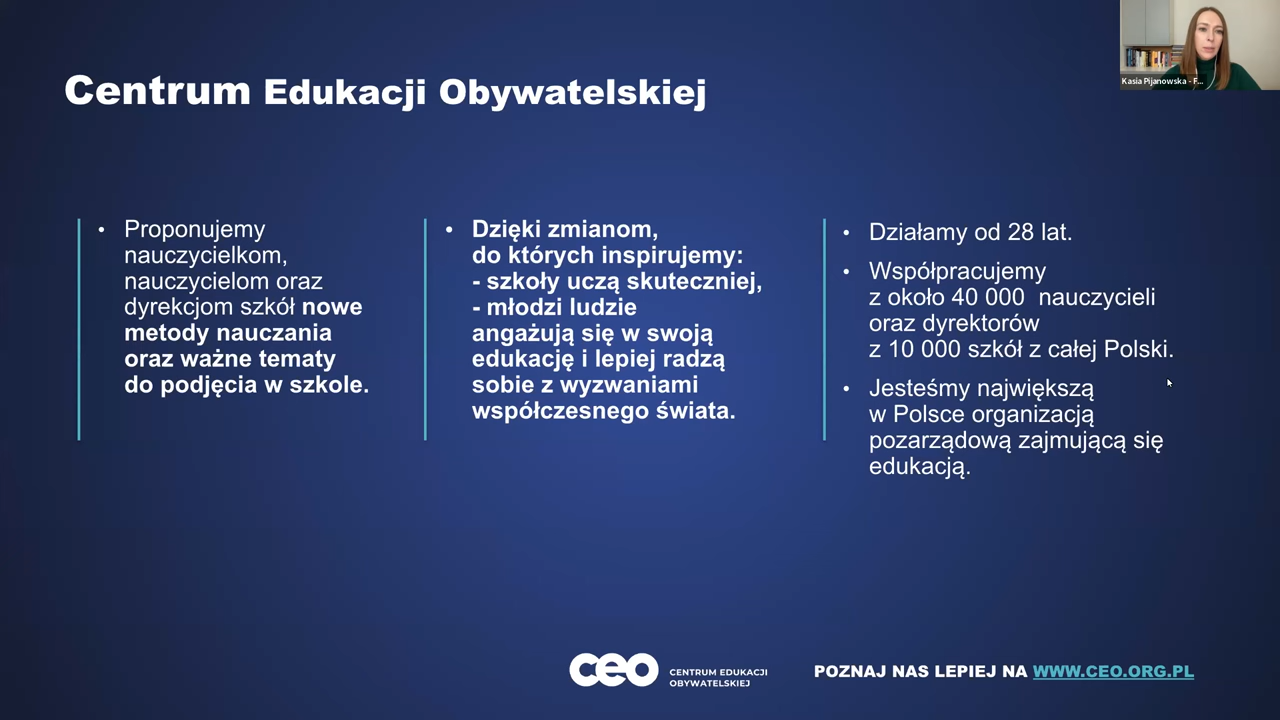 Centrum Edukacji Obywatelskiej
Kasia Pijanowska - F...
• Proponujemy
nauczycielkom,
nauczycielom oraz
dyrekcjom szkół nowe
metody nauczania
oraz ważne tematy
do podjęcia w szkole.
• Dzięki zmianom,
do których inspirujemy:
- szkoły uczą skuteczniej,
- młodzi ludzie
angażują się w swoją
edukację i lepiej radzą
sobie z wyzwaniami
współczesnego świata.
• Działamy od 28 lat.
• Współpracujemy
z około 40 000 nauczycieli
oraz dyrektorów
z 10 000 szkół z całej Polski.
• Jesteśmy największą
w Polsce organizacją
pozarządową zajmującą się
edukacją.
ceo
CENTRUM EDUKACJI
OBYWATELSKIEJ
POZNAJ NAS LEPIEJ NA WWW.CEO.ORG.PL